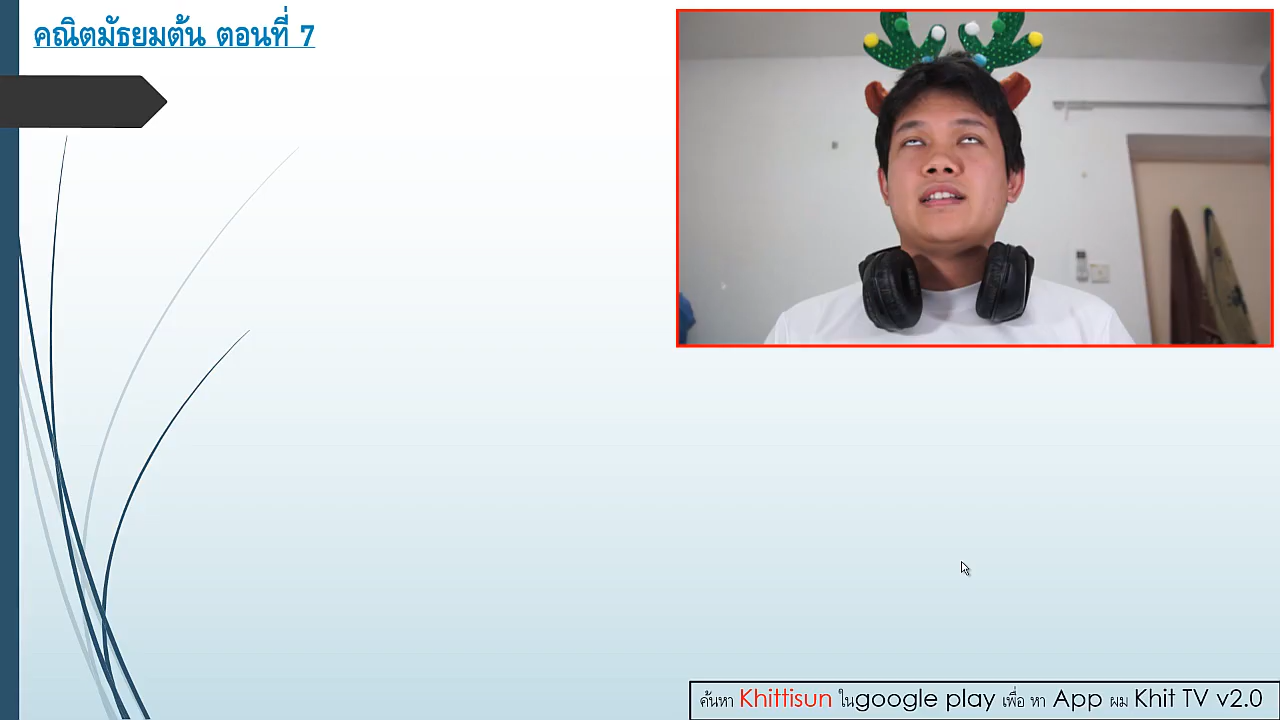 คณิตมัธยมต้น ตอนที่ 7
ค้นหา Khittisun ในgoogle play เพื่อ หา App ผม Khit TV v2.0